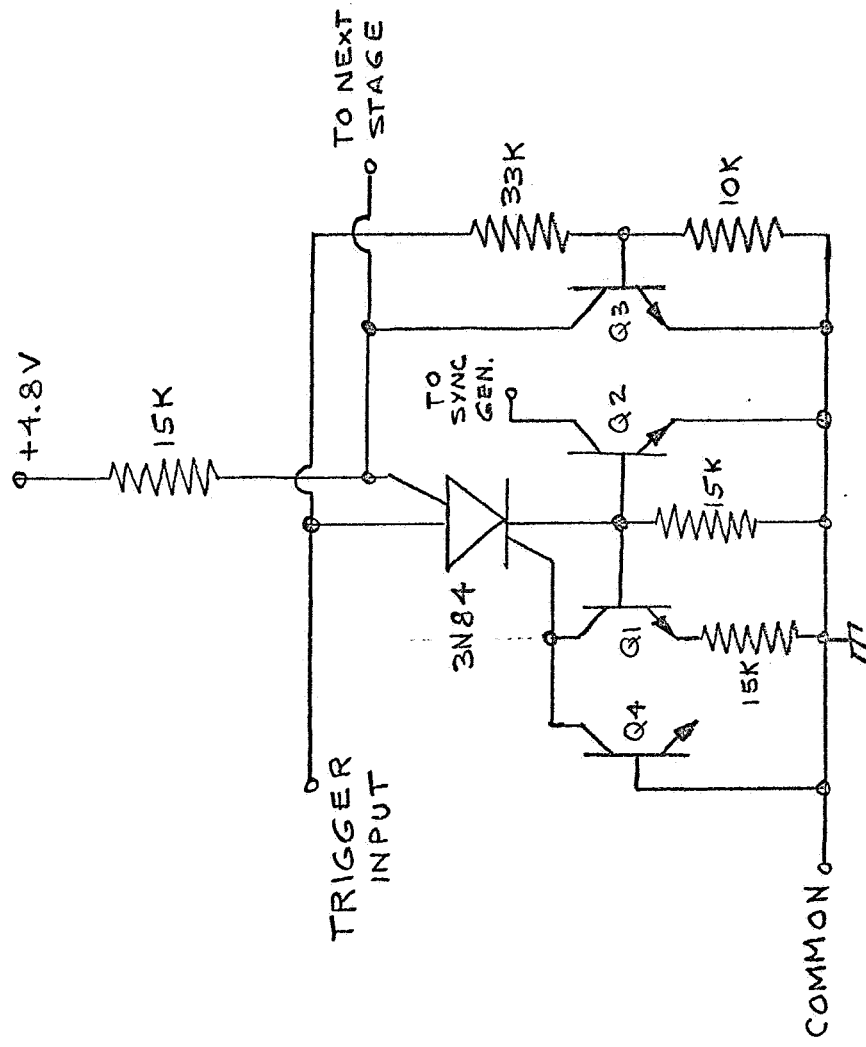 +4.8V
15K
TO NEXT
STAGE
TRIGGER
INPUT
3N84
TO
SYNC
GEN.
33K
10K
Q4
Q1
Q2
Q3
15K
15K
COMMON